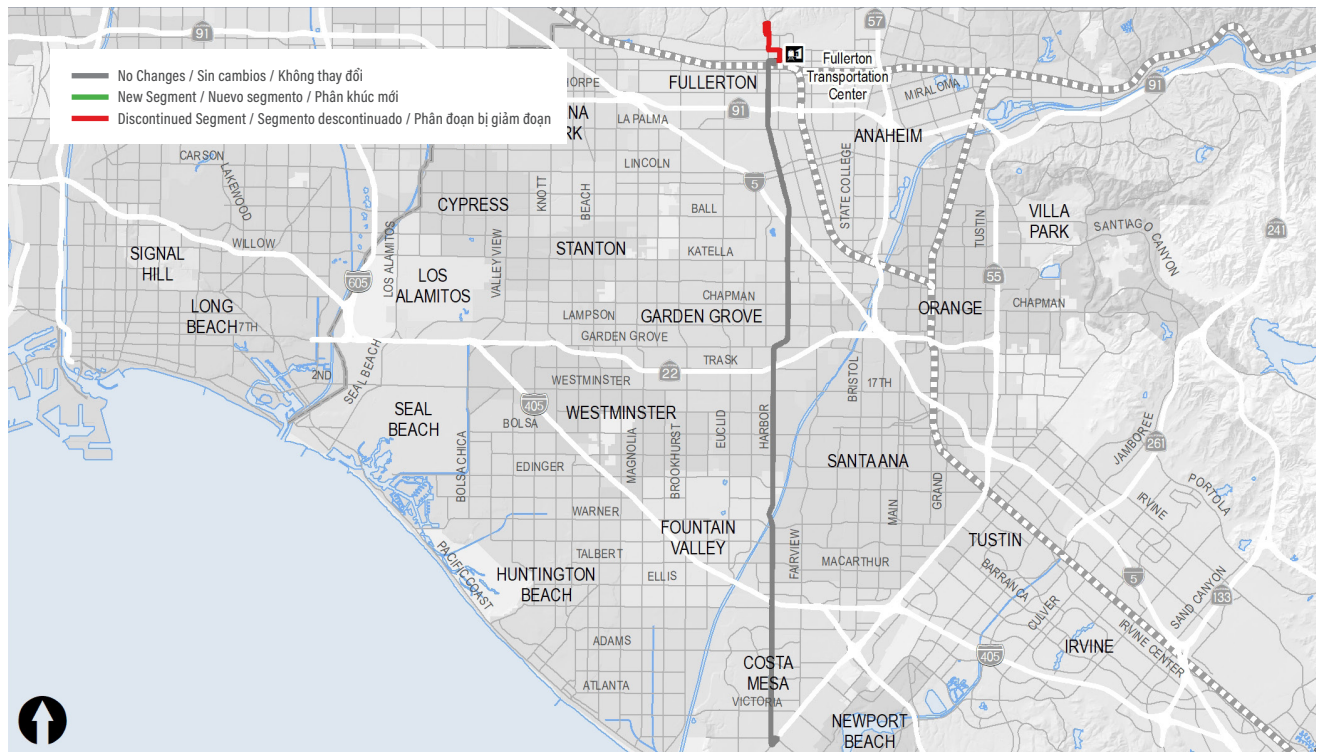 No Changes / Sin cambios / Không thay đổi
New Segment / Nuevo segmento / Phân khúc mới
Discontinued Segment / Segmento descontinuado / Phân đoạn bị giảm đoạn
91
57
Fullerton
Transportation
Center
THORPE
FULLERTON
MIRALOMA
91
91
NA
RK
LA PALMA
ANAHEIM
CARSON
LAKEWOOD
LINCOLN
5
STATE COLLEGE
CYPRESS
KNOTT
BEACH
BALL
VILLA
PARK
SANTIAGO CANYON
241
SIGNAL
HILL
WILLOW
STANTON
KATELLA
TUSTIN
605
LOS ALAMITOS
LOS
ALAMITOS
VALLEY VIEW
55
LONG
BEACH
7TH
CHAPMAN
LAMPSON
GARDEN GROVE
GARDEN GROVE
ORANGE
CHAPMAN
TRASK
2ND
SEAL BEACH
WESTMINSTER
22
BRISTOL
17TH
SEAL
BEACH
405
BOLSA
WESTMINSTER
EUCLID
HARBOR
JAMBOREE
261
BOLSA CHICA
EDINGER
MAGNOLIA
BROOKHURST
SANTA ANA
GRAND
MAIN
IRVINE
PORTOLA
WARNER
FOUNTAIN
VALLEY
FAIRVIEW
TUSTIN
PACIFIC COAST
TALBERT
MACARTHUR
BARRANCA
HUNTINGTON
BEACH
ELLIS
CULVER
5
SAND CANYON
133
ADAMS
IRVINE CENTER
IRVINE
405
COSTA
MESA
ATLANTA
VICTORIA
NEWPORT
BEACH